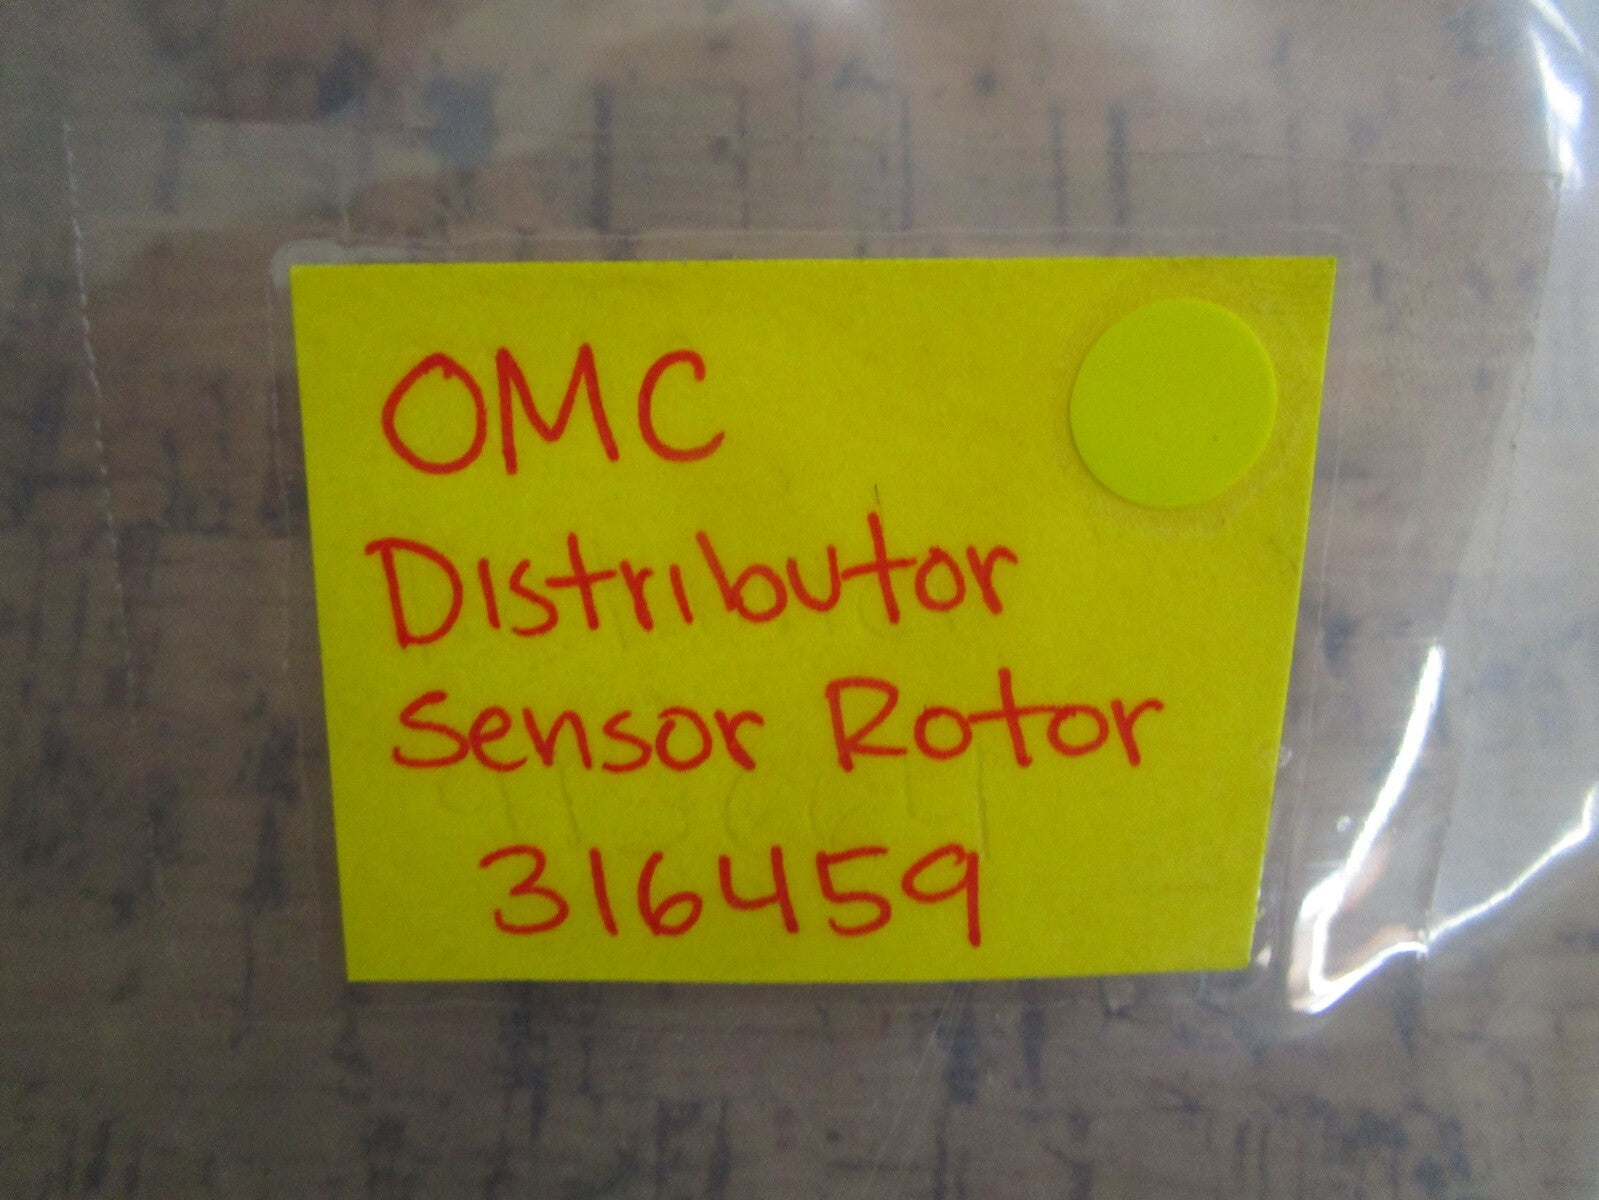 OMC
Distributor
Sensor Rotor
316459